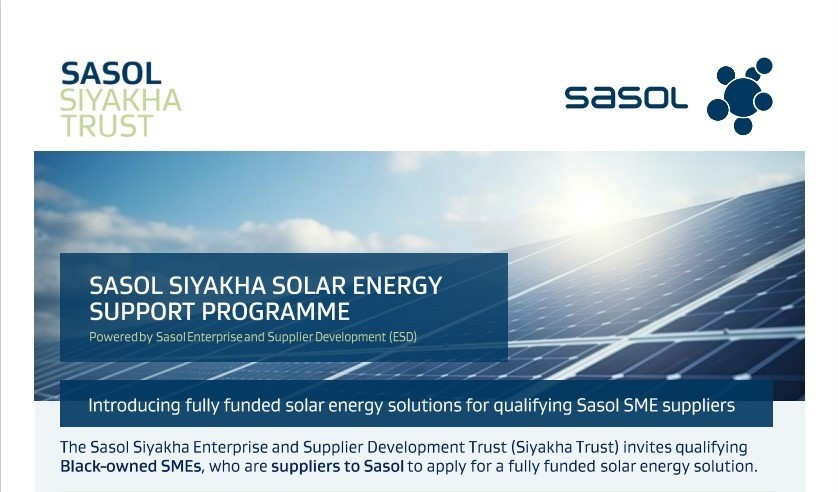 SASOL
SIYAKHA
TRUST
sasol
SASOL SIYAKHA SOLAR ENERGY
SUPPORT PROGRAMME
Powered by Sasol Enterprise and Supplier Development (ESD)
Introducing fully funded solar energy solutions for qualifying Sasol SME suppliers
The Sasol Siyakha Enterprise and Supplier Development Trust (Siyakha Trust) invites qualifying
Black-owned SMEs, who are suppliers to Sasol to apply for a fully funded solar energy solution.